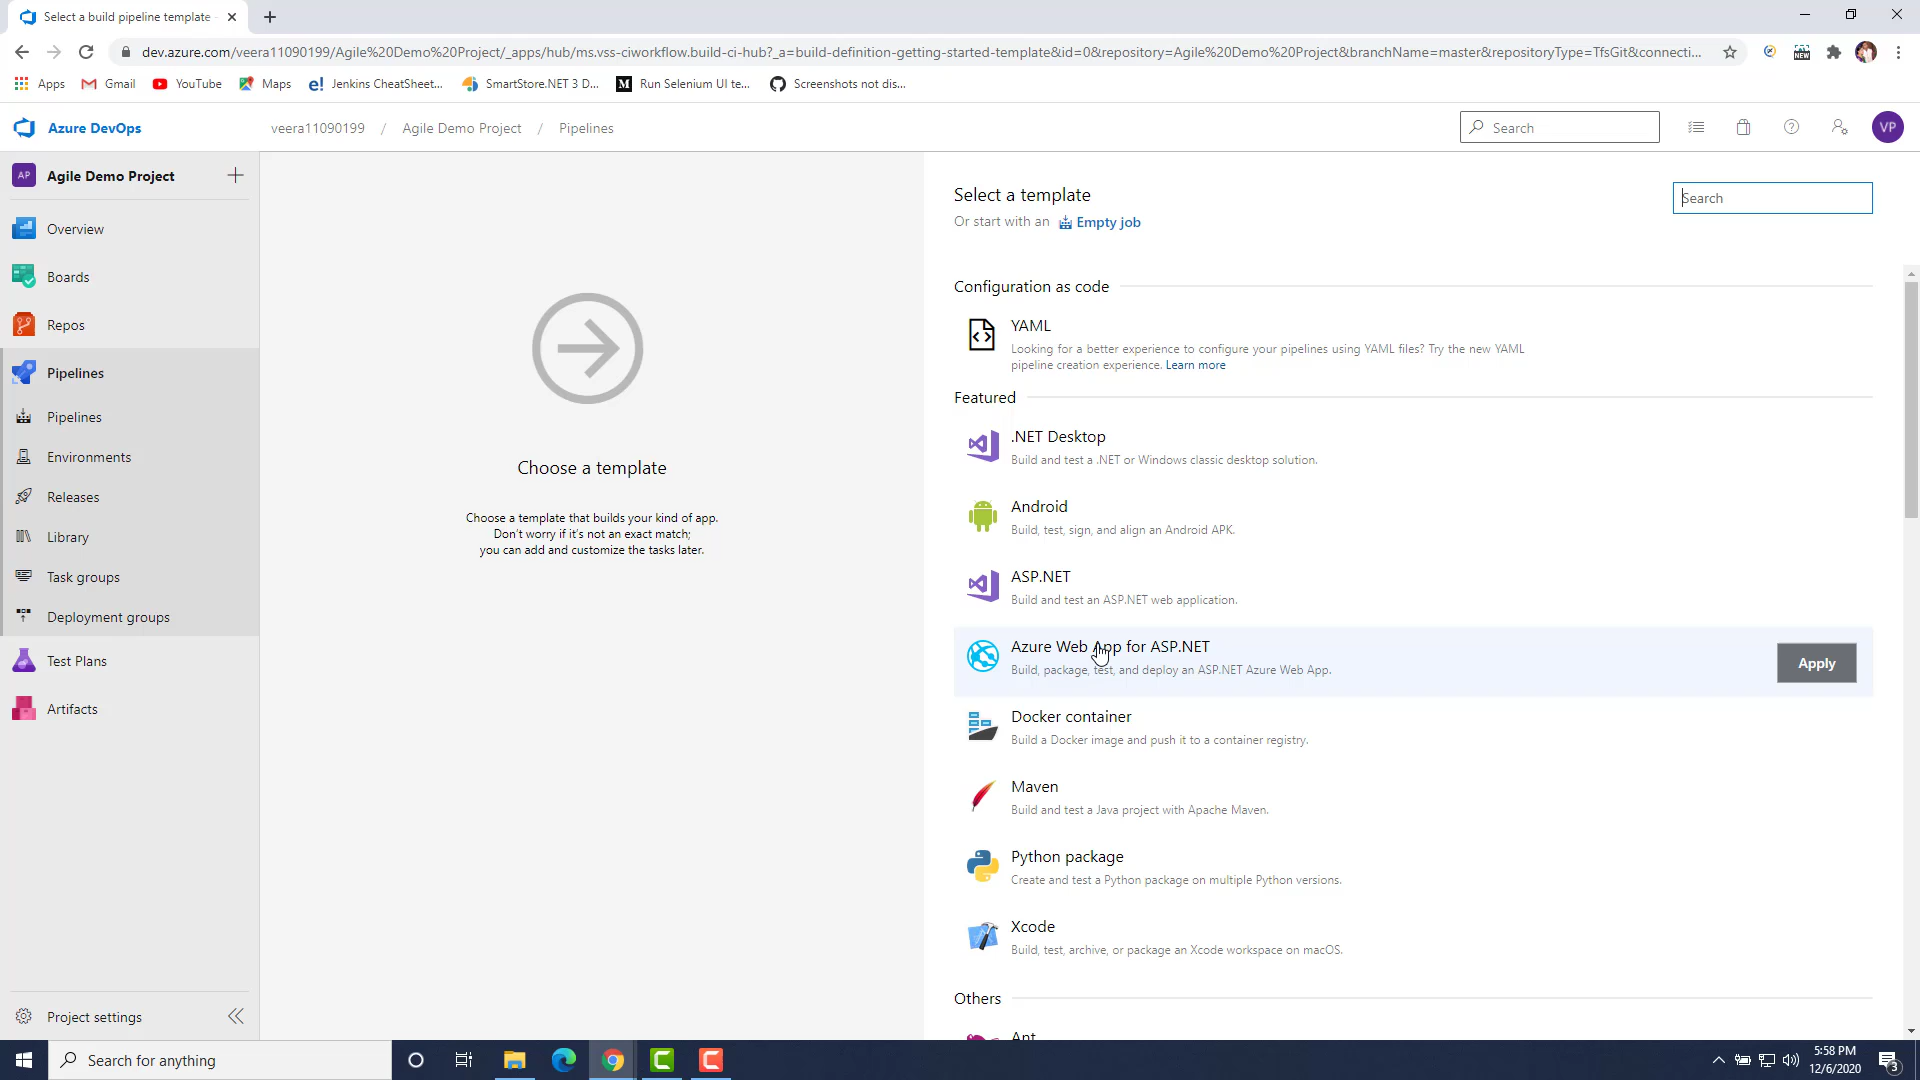 Select a build pipeline template
dev.azure.com/veera11090199/Agile%20Demo%20Project/_apps/hub/ms.vss-ciworkflow.build-ci-hub?_a=build-definition-getting-started-template&id=0&repository=Agile%20Demo%20Project&branchName=master&repositoryType=TfsGit&connecti...
Apps Gmail YouTube Maps Jenkins CheatSheet... SmartStore.NET 3 D... M Run Selenium UI te... Screenshots not dis...
Azure DevOps veera11090199 / Agile Demo Project / Pipelines Search VP
AP Agile Demo Project
Overview
Boards
Repos
Pipelines
Pipelines
Environments
Releases
Library
Task groups
Deployment groups
Test Plans
Artifacts
Project settings
Choose a template
Choose a template that builds your kind of app.
Don't worry if it's not an exact match;
you can add and customize the tasks later.
Select a template
Search
Or start with an Empty job
Configuration as code
YAML
Looking for a better experience to configure your pipelines using YAML files? Try the new YAML
pipeline creation experience. Learn more
Featured
.NET Desktop
Build and test a .NET or Windows classic desktop solution.
Android
Build, test, sign, and align an Android APK.
ASP.NET
Build and test an ASP.NET web application.
Azure Web App for ASP.NET
Build, package, test, and deploy an ASP.NET Azure Web App.
Apply
Docker container
Build a Docker image and push it to a container registry.
Maven
Build and test a Java project with Apache Maven.
Python package
Create and test a Python package on multiple Python versions.
Xcode
Build, test, archive, or package an Xcode workspace on macOS.
Others
Ant
Search for anything
5:58 PM
12/6/2020
3